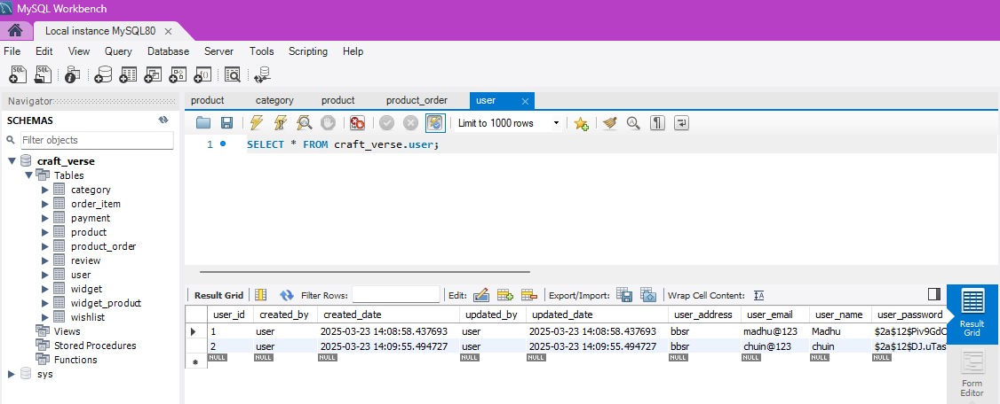 MySQL Workbench
Local instance MySQL80
File Edit View Query Database Server Tools Scripting Help
Navigator
SCHEMAS
Filter objects
craft_verse
Tables
category
order_item
payment
product
product_order
review
user
widget
widget_product
wishlist
Views
Stored Procedures
Functions
sys
product category product product_order user
Limit to 1000 rows
1 SELECT * FROM craft_verse.user;
Result Grid Filter Rows: Edit: Export/Import: Wrap Cell Content:
user_id created_by created_date updated_by updated_date user_address user_email user_name user_password
1 user 2025-03-23 14:08:58.437693 user 2025-03-23 14:08:58.437693 bbsr madhu@123 Madhu $2a$12$Piv9GdC
2 user 2025-03-23 14:09:55.494727 user 2025-03-23 14:09:55.494727 bbsr chuin@123 chuin $2a$12$DJ.uTas
NULL NULL NULL NULL NULL NULL NULL NULL NULL
Result
Grid
Form
Editor